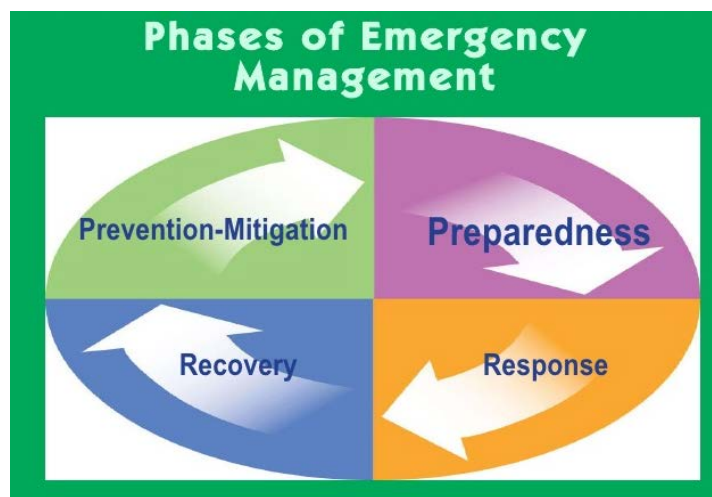 Phases of Emergency
Management
Prevention-Mitigation
Preparedness
Recovery
Response